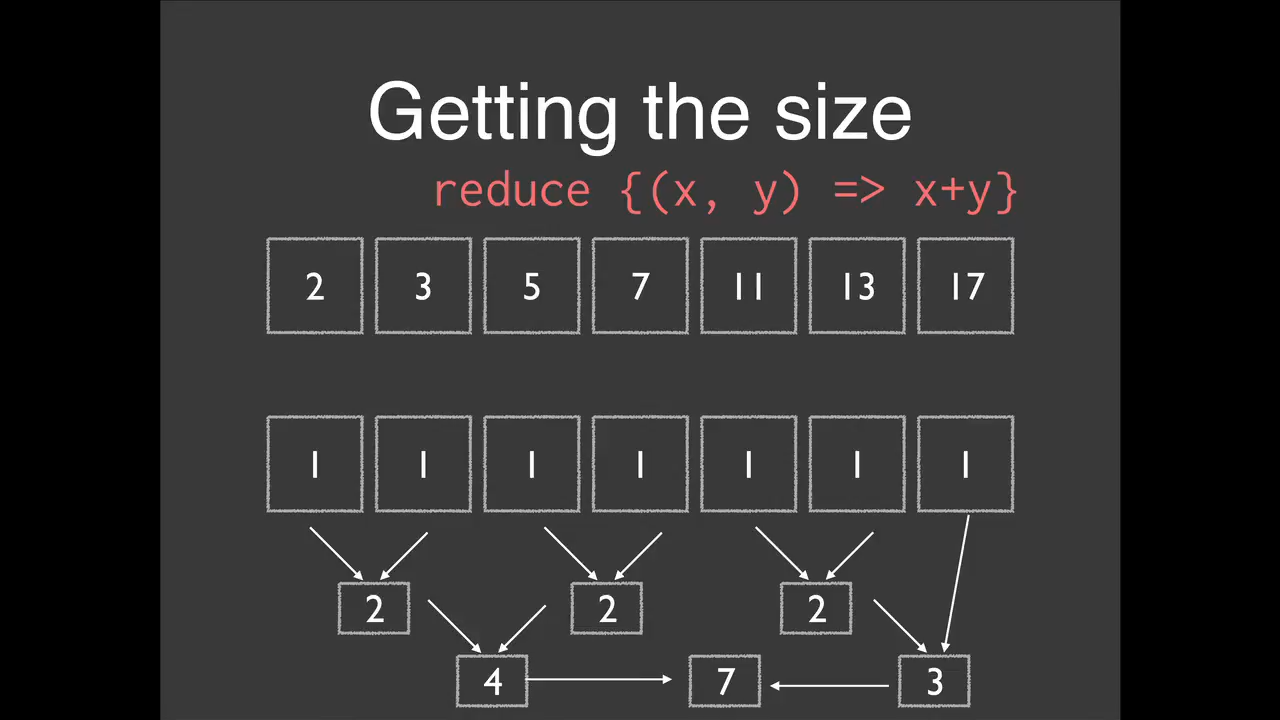 Getting the size
reduce {(x, y) => x+y}
2 3 5 7 11 13 17
1 1 1 1 1 1 1
2 2 2
4 7 3